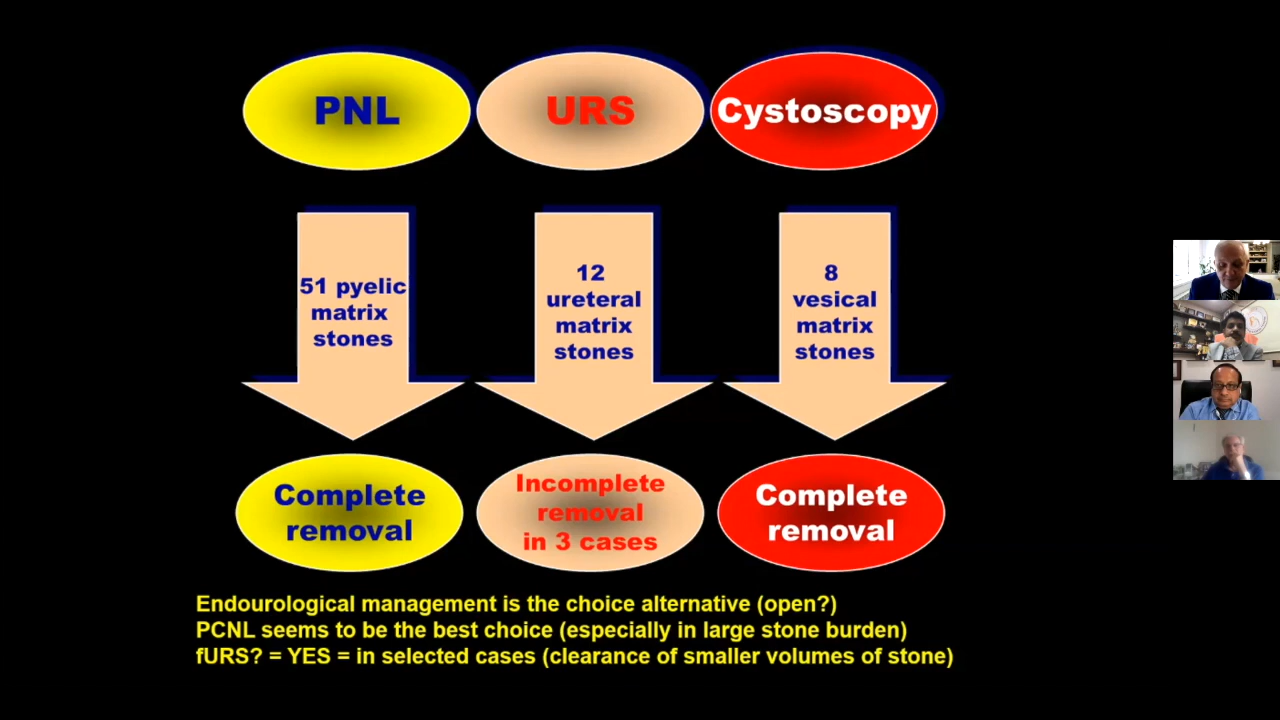 PNL
URS
Cystoscopy
51 pyelic
matrix
stones
12
ureteral
matrix
stones
8
vesical
matrix
stones
Complete
removal
Incomplete
removal
in 3 cases
Complete
removal
Endourological management is the choice alternative (open?)
PCNL seems to be the best choice (especially in large stone burden)
fURS? = YES = in selected cases (clearance of smaller volumes of stone)